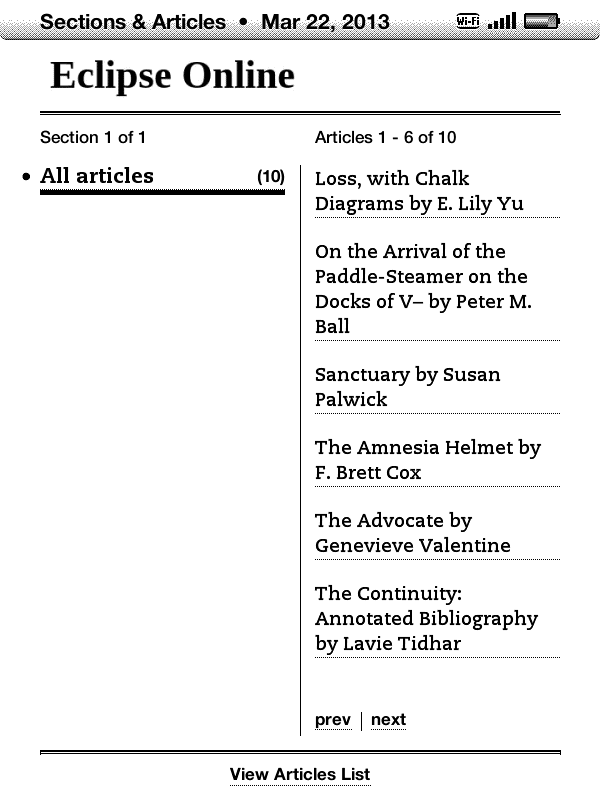 Sections & Articles • Mar 22, 2013
Wi-Fi
Eclipse Online
Section 1 of 1
• All articles (10)
Articles 1 - 6 of 10
Loss, with Chalk
Diagrams by E. Lily Yu
On the Arrival of the
Paddle-Steamer on the
Docks of V– by Peter M.
Ball
Sanctuary by Susan
Palwick
The Amnesia Helmet by
F. Brett Cox
The Advocate by
Genevieve Valentine
The Continuity:
Annotated Bibliography
by Lavie Tidhar
prev | next
View Articles List